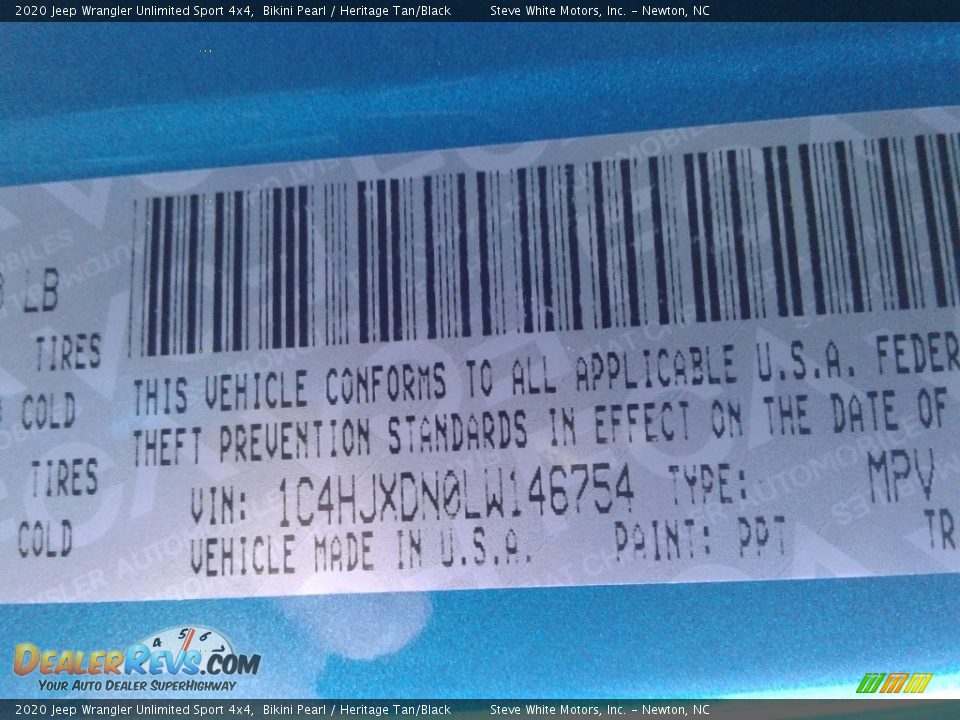 2020 Jeep Wrangler Unlimited Sport 4x4, Bikini Pearl / Heritage Tan/Black Steve White Motors, Inc. - Newton, NC
LB
TIRES
COLD
TIRES
COLD
THIS VEHICLE CONFORMS TO ALL APPLICABLE U.S.A. FEDER
THEFT PREVENTION STANDARDS IN EFFECT ON THE DATE OF
VIN: 1C4HJXDN0LW146754 TYPE: MPV
VEHICLE MADE IN U.S.A. PAINT: PPT TR
4 5 6
DEALERREVS.COM
YOUR AUTO DEALER SUPERHIGHWAY
2020 Jeep Wrangler Unlimited Sport 4x4, Bikini Pearl / Heritage Tan/Black Steve White Motors, Inc. - Newton, NC